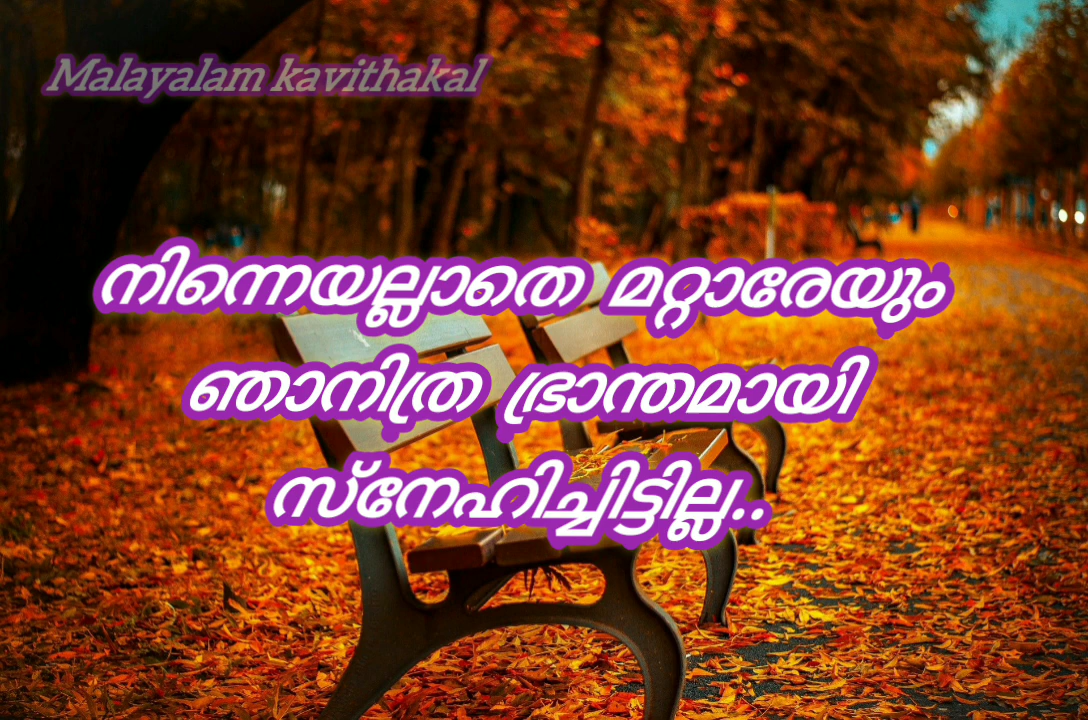 Malayalam kavithakal
നിന്നെയല്ലാതെ മറ്റാരേയും
ഞാനിത്ര ഭ്രാന്തമായി
സ്നേഹിച്ചിട്ടില്ല..